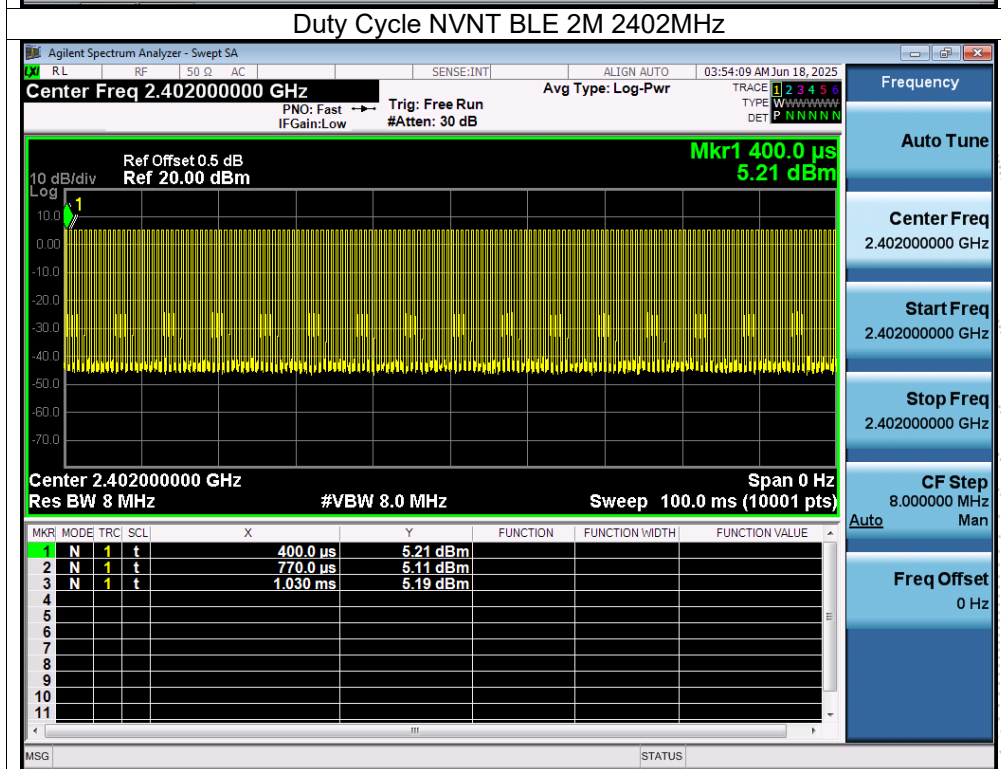 Duty Cycle NVNT BLE 2M 2402MHz
Agilent Spectrum Analyzer - Swept SA
LXI RL RF 50 Ω AC SENSE:INT ALIGN AUTO 03:54:09 AM Jun 18, 2025
Center Freq 2.402000000 GHz
PNO: Fast
IFGain:Low
Trig: Free Run
#Atten: 30 dB
Avg Type: Log-Pwr
TRACE 1 2 3 4 5 6
TYPE WWWWWW
DET P N N N N N
Ref Offset 0.5 dB
Ref 20.00 dBm
10 dB/div
Log
Mkr1 400.0 µs
5.21 dBm
1
10.0
0.00
-10.0
-20.0
-30.0
-40.0
-50.0
-60.0
-70.0
Center 2.402000000 GHz Span 0 Hz
Res BW 8 MHz #VBW 8.0 MHz Sweep 100.0 ms (10001 pts)
MKR MODE TRC SCL X Y FUNCTION FUNCTION WIDTH FUNCTION VALUE
1 N 1 t 400.0 µs 5.21 dBm
2 N 1 t 770.0 µs 5.11 dBm
3 N 1 t 1.030 ms 5.19 dBm
4
5
6
7
8
9
10
11
MSG STATUS
Frequency
Auto Tune
Center Freq
2.402000000 GHz
Start Freq
2.402000000 GHz
Stop Freq
2.402000000 GHz
CF Step
8.000000 MHz
Auto Man
Freq Offset
0 Hz